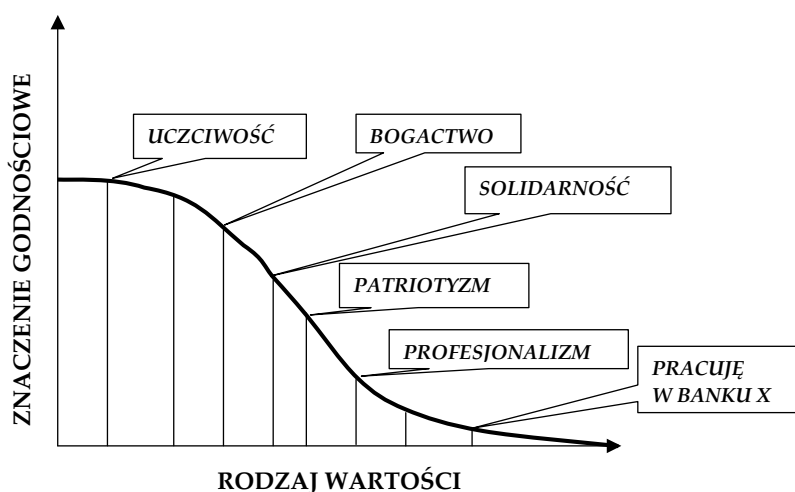 ZNACZENIE GODNOŚCIOWE
UCZCIWOŚĆ
BOGACTWO
SOLIDARNOŚĆ
PATRIOTYZM
PROFESJONALIZM
PRACUJĘ
W BANKU X
RODZAJ WARTOŚCI